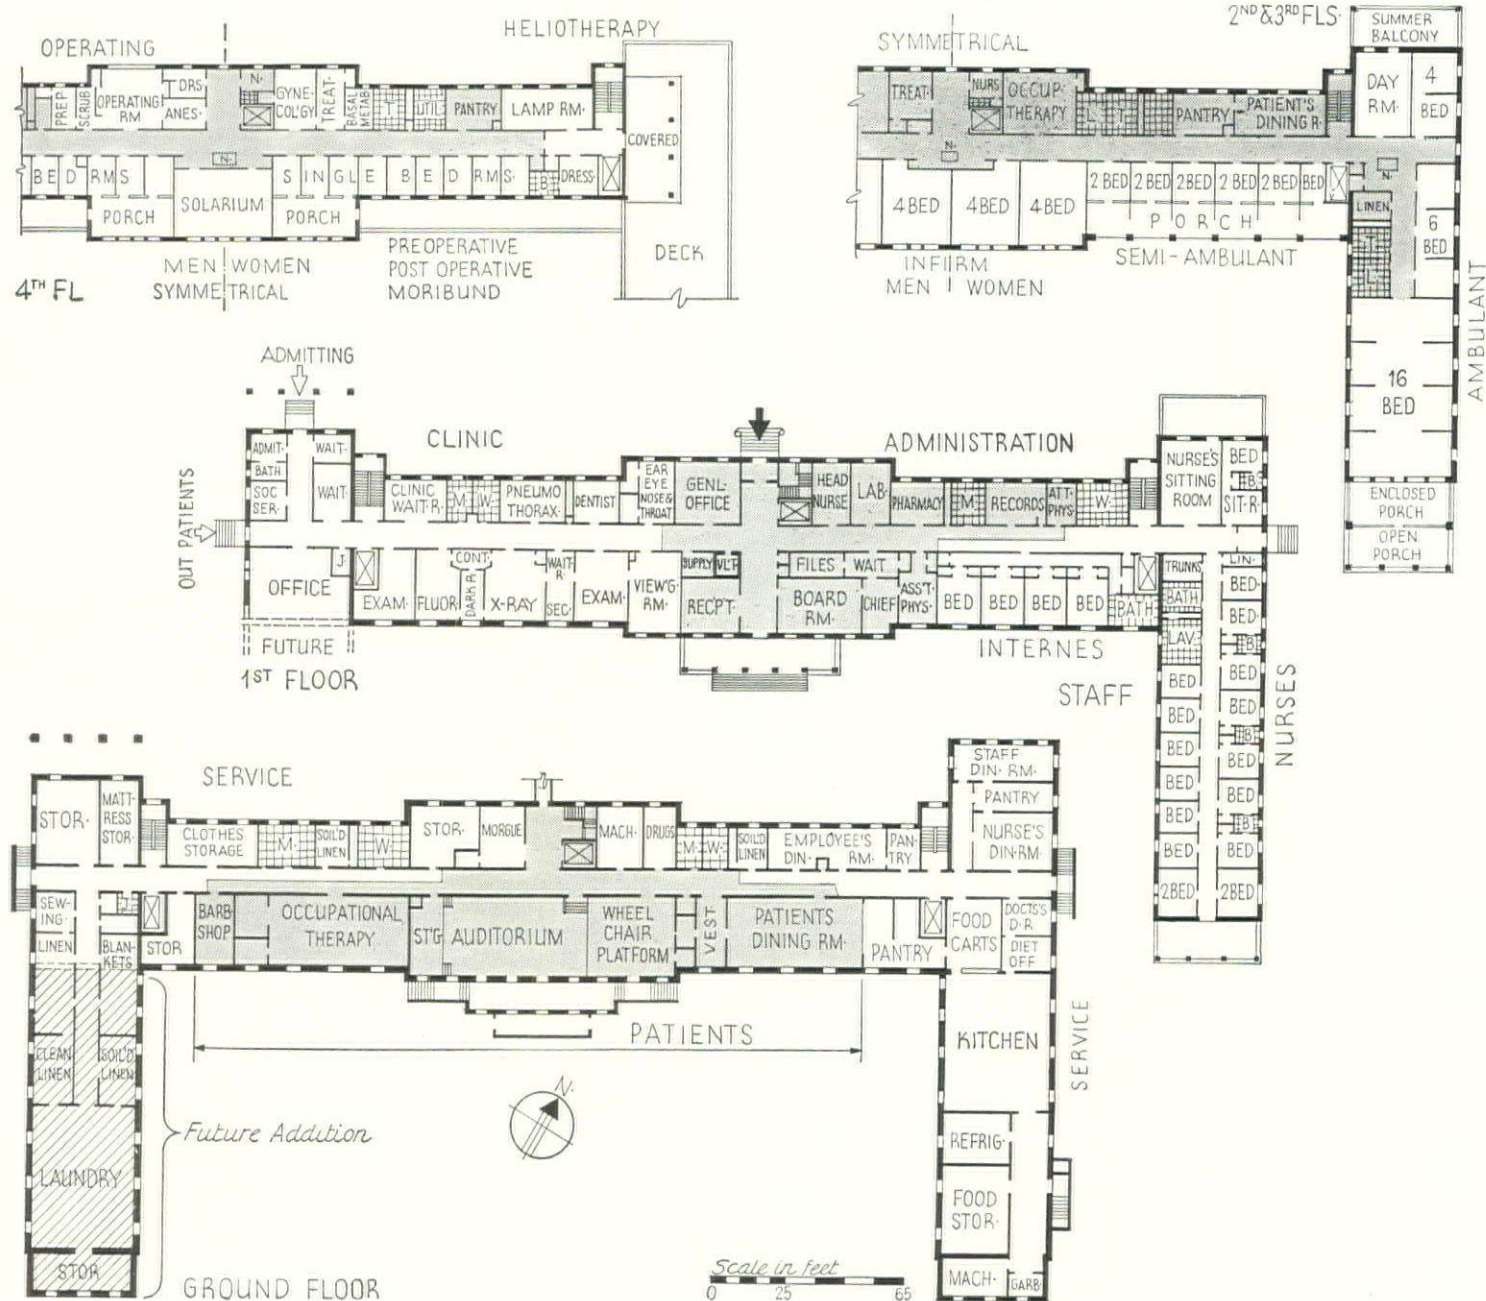 HELIOTHERAPY
OPERATING
PREP.
SCRUB
OPERATING RM
DRS
ANES.
N.
GYNE-
COL'GY
TREAT.
BASAL
METAB.
T
UTIL.
PANTRY
LAMP RM.
COVERED
N.
BED RMS
SINGLE BED RMS.
B
DRESS.
PORCH
SOLARIUM
PORCH
DECK
MEN WOMEN
SYMMETRICAL
PREOPERATIVE
POST OPERATIVE
MORIBUND
4TH FL
2ND & 3RD FLS.
SUMMER
BALCONY
SYMMETRICAL
TREAT.
NURS
OCCUP.
THERAPY
L
T
PANTRY
PATIENT'S
DINING R.
DAY
RM.
4
BED
N.
N.
4 BED
4 BED
4 BED
2 BED
2 BED
2 BED
2 BED
2 BED
BED
PORCH
LINEN
6
BED
T
L
SEMI-AMBULANT
INFIRM
MEN WOMEN
AMBULANT
16
BED
ENCLOSED
PORCH
OPEN
PORCH
ADMITTING
CLINIC
ADMINISTRATION
OUT PATIENTS
ADMIT.
BATH
SOC
SER.
WAIT.
WAIT.
CLINIC
WAIT. R.
M.
W.
PNEUMO
THORAX.
DENTIST
EAR
EYE
NOSE &
THROAT
GENL.
OFFICE
HEAD
NURSE
LAB.
PHARMACY
M.
RECORDS
ATT.
PHYS.
W.
NURSE'S
SITTING
ROOM
BED
B
SIT. R.
J.
OFFICE
EXAM.
FLUOR.
CONT.
DARK R.
X-RAY
WAIT.
R.
SEC.
EXAM.
VIEW'G.
RM.
SUPPLY
VL'T
RECPT.
FILES
WAIT.
BOARD
RM.
CHIEF
ASS'T
PHYS.
BED
BED
BED
BED
BATH
TRUNKS
BATH
LAV.
LIN.
BED
BED
B
FUTURE
1ST FLOOR
INTERNES
STAFF
NURSES
BED
BED
BED
BED
BED
BED
2 BED
BED
BED
B
BED
BED
B
BED
2 BED
SERVICE
STOR.
MATT-
RESS
STOR.
CLOTHES
STORAGE
M.
SOIL'D
LINEN
W.
STOR.
MORGUE
MACH.
DRUGS
M.
W.
SOIL'D
LINEN
EMPLOYEE'S
DIN. RM.
PAN-
TRY
STAFF
DIN. RM.
PANTRY
NURSE'S
DIN. RM.
SEW-
ING.
J.
LINEN
BLAN-
KETS
STOR
BARB.
SHOP
OCCUPATIONAL
THERAPY
ST'G
AUDITORIUM
WHEEL
CHAIR
PLATFORM
VEST.
PATIENTS
DINING RM.
PANTRY
FOOD
CARTS
DOCTS'S
D.R.
DIET
OFF
PATIENTS
CLEAN
LINEN
SOIL'D
LINEN
KITCHEN
SERVICE
N.
Future Addition
LAUNDRY
REFRIG.
FOOD
STOR.
STOR
GROUND FLOOR
Scale in feet
0 25 65
MACH.
GARB.